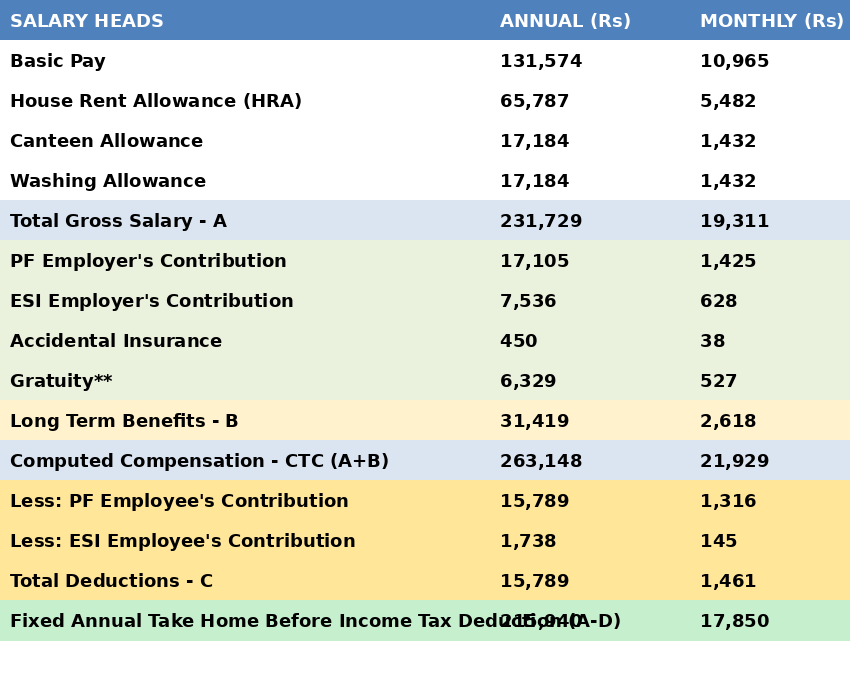 SALARY HEADS ANNUAL (Rs) MONTHLY (Rs)
Basic Pay 131,574 10,965
House Rent Allowance (HRA) 65,787 5,482
Canteen Allowance 17,184 1,432
Washing Allowance 17,184 1,432
Total Gross Salary - A 231,729 19,311
PF Employer's Contribution 17,105 1,425
ESI Employer's Contribution 7,536 628
Accidental Insurance 450 38
Gratuity** 6,329 527
Long Term Benefits - B 31,419 2,618
Computed Compensation - CTC (A+B) 263,148 21,929
Less: PF Employee's Contribution 15,789 1,316
Less: ESI Employee's Contribution 1,738 145
Total Deductions - C 15,789 1,461
Fixed Annual Take Home Before Income Tax Deduction (A-D) 215,940 17,850